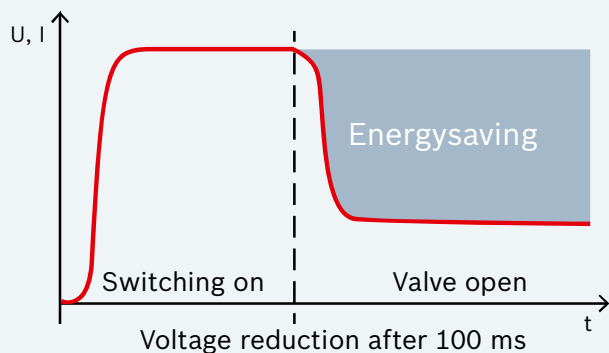 U, I
Energysaving
Switching on
Valve open
t
Voltage reduction after 100 ms